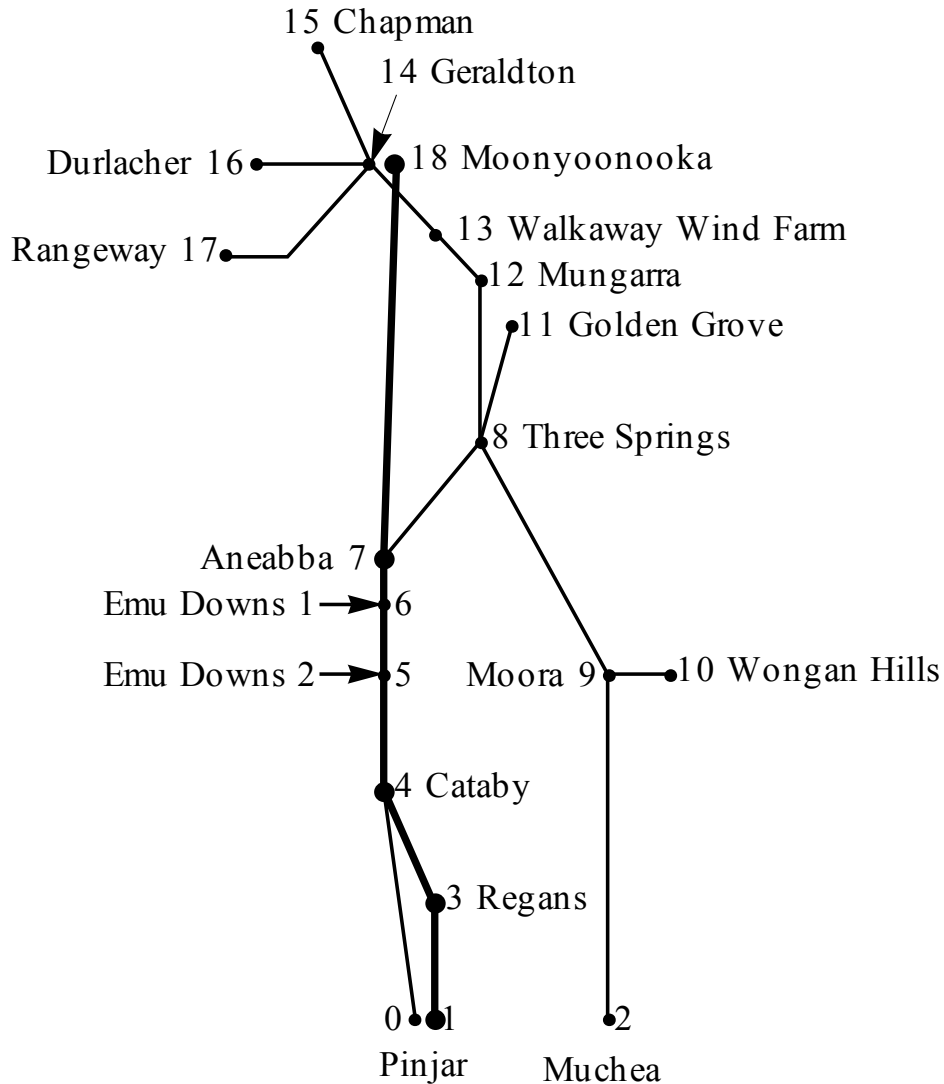 15 Chapman
14 Geraldton
Durlacher 16
18 Moonyoonooka
13 Walkaway Wind Farm
Rangeway 17
12 Mungarra
11 Golden Grove
8 Three Springs
Aneabba 7
Emu Downs 1
6
Emu Downs 2
5
Moora 9
10 Wongan Hills
4 Cataby
3 Regans
0
1
2
Pinjar
Muchea